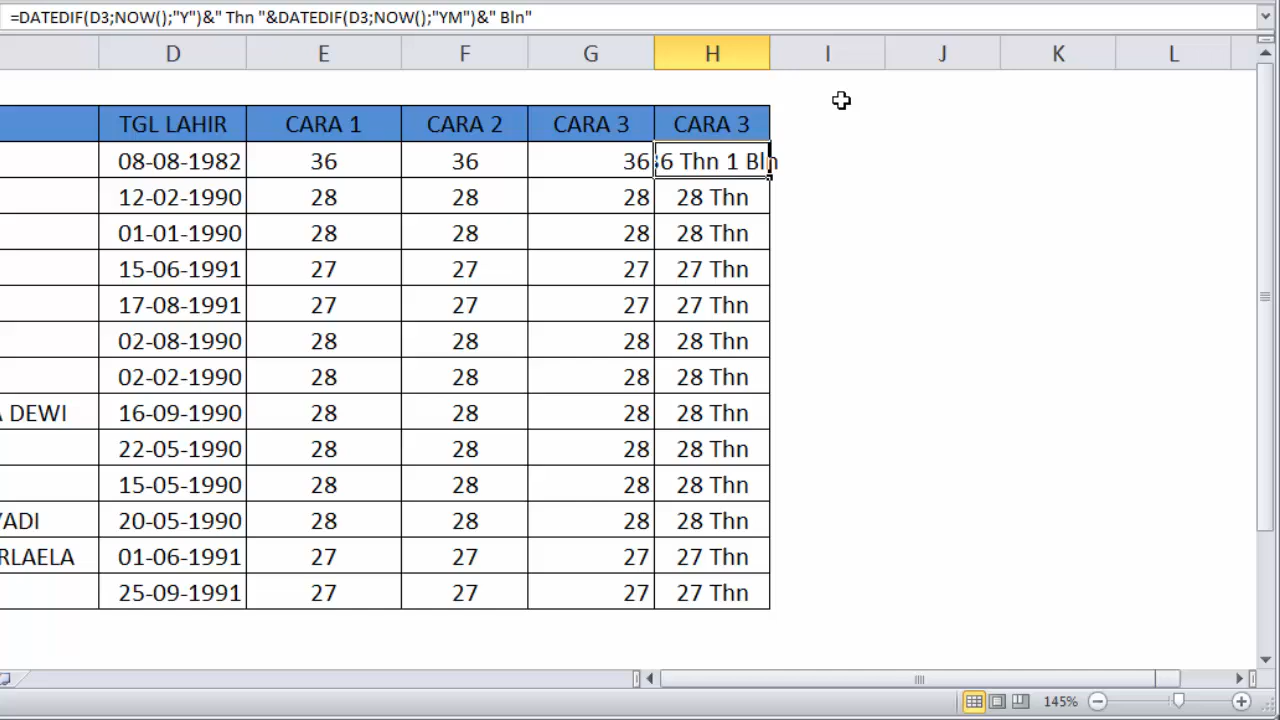 =DATEDIF(D3;NOW();"Y")&" Thn "&DATEDIF(D3;NOW();"YM")&" Bln"
D E F G H I J K L
TGL LAHIR CARA 1 CARA 2 CARA 3 CARA 3
08-08-1982 36 36 36 36 Thn 1 Bln
12-02-1990 28 28 28 28 Thn
01-01-1990 28 28 28 28 Thn
15-06-1991 27 27 27 27 Thn
17-08-1991 27 27 27 27 Thn
02-08-1990 28 28 28 28 Thn
02-02-1990 28 28 28 28 Thn
A DEWI 16-09-1990 28 28 28 28 Thn
22-05-1990 28 28 28 28 Thn
15-05-1990 28 28 28 28 Thn
YADI 20-05-1990 28 28 28 28 Thn
RLAELA 01-06-1991 27 27 27 27 Thn
25-09-1991 27 27 27 27 Thn
145%